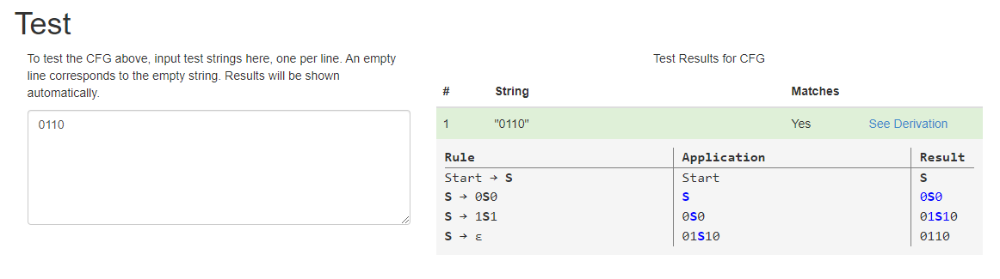 Test
To test the CFG above, input test strings here, one per line. An empty
line corresponds to the empty string. Results will be shown
automatically.
0110
Test Results for CFG
# String Matches
1 "0110" Yes See Derivation
Rule Application Result
Start → S Start S
S → 0S0 S 0S0
S → 1S1 0S0 01S10
S → ε 01S10 0110